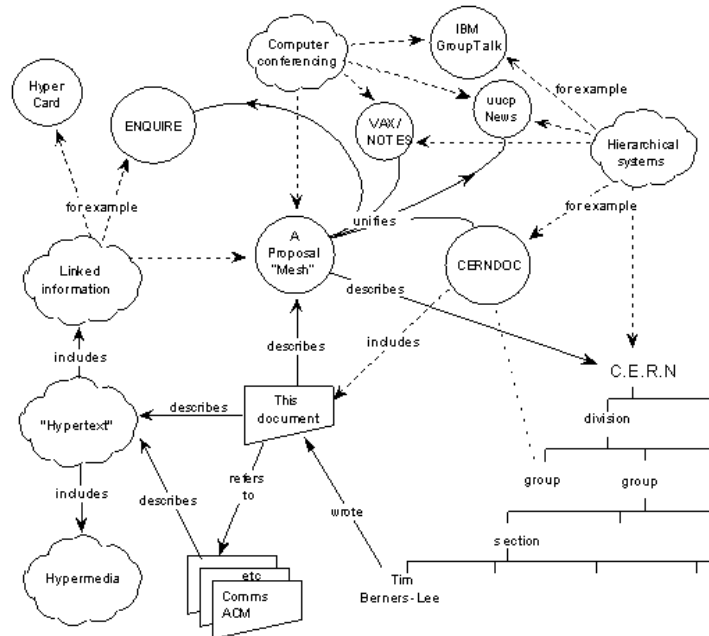 IBM
GroupTalk
Computer
conferencing
Hyper
Card
for example
uucp
News
ENQUIRE
VAX/
NOTES
Hierarchical
systems
for example
unifies
for example
A
Proposal
"Mesh"
CERNDOC
Linked
information
describes
includes
describes
includes
C.E.R.N
This
document
describes
"Hypertext"
division
refers
to
group
group
includes
describes
wrote
section
etc
Hypermedia
Comms
ACM
Tim
Berners-Lee